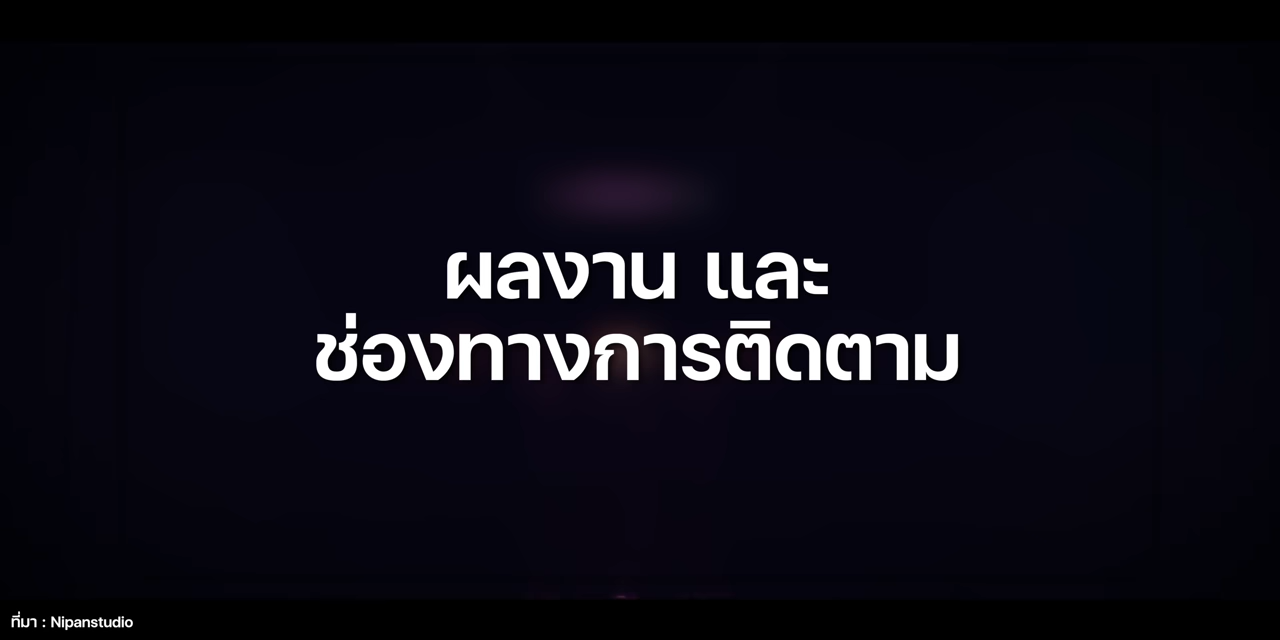 ผลงาน และ
ช่องทางการติดตาม
ที่มา : Nipanstudio